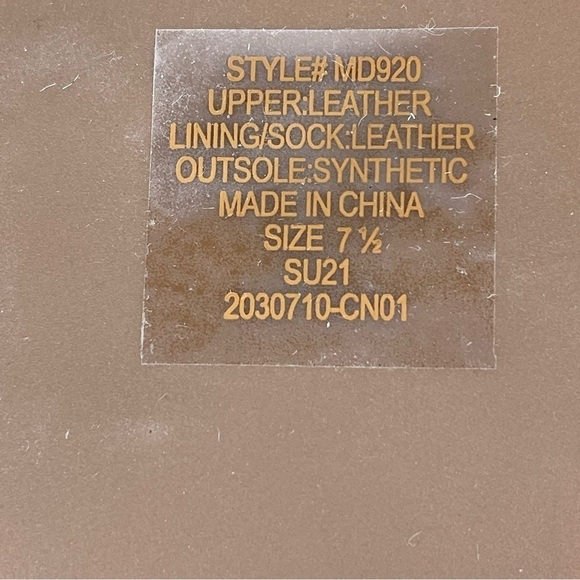 STYLE# MD920
UPPER:LEATHER
LINING/SOCK:LEATHER
OUTSOLE:SYNTHETIC
MADE IN CHINA
SIZE 7 ½
SU21
2030710-CN01